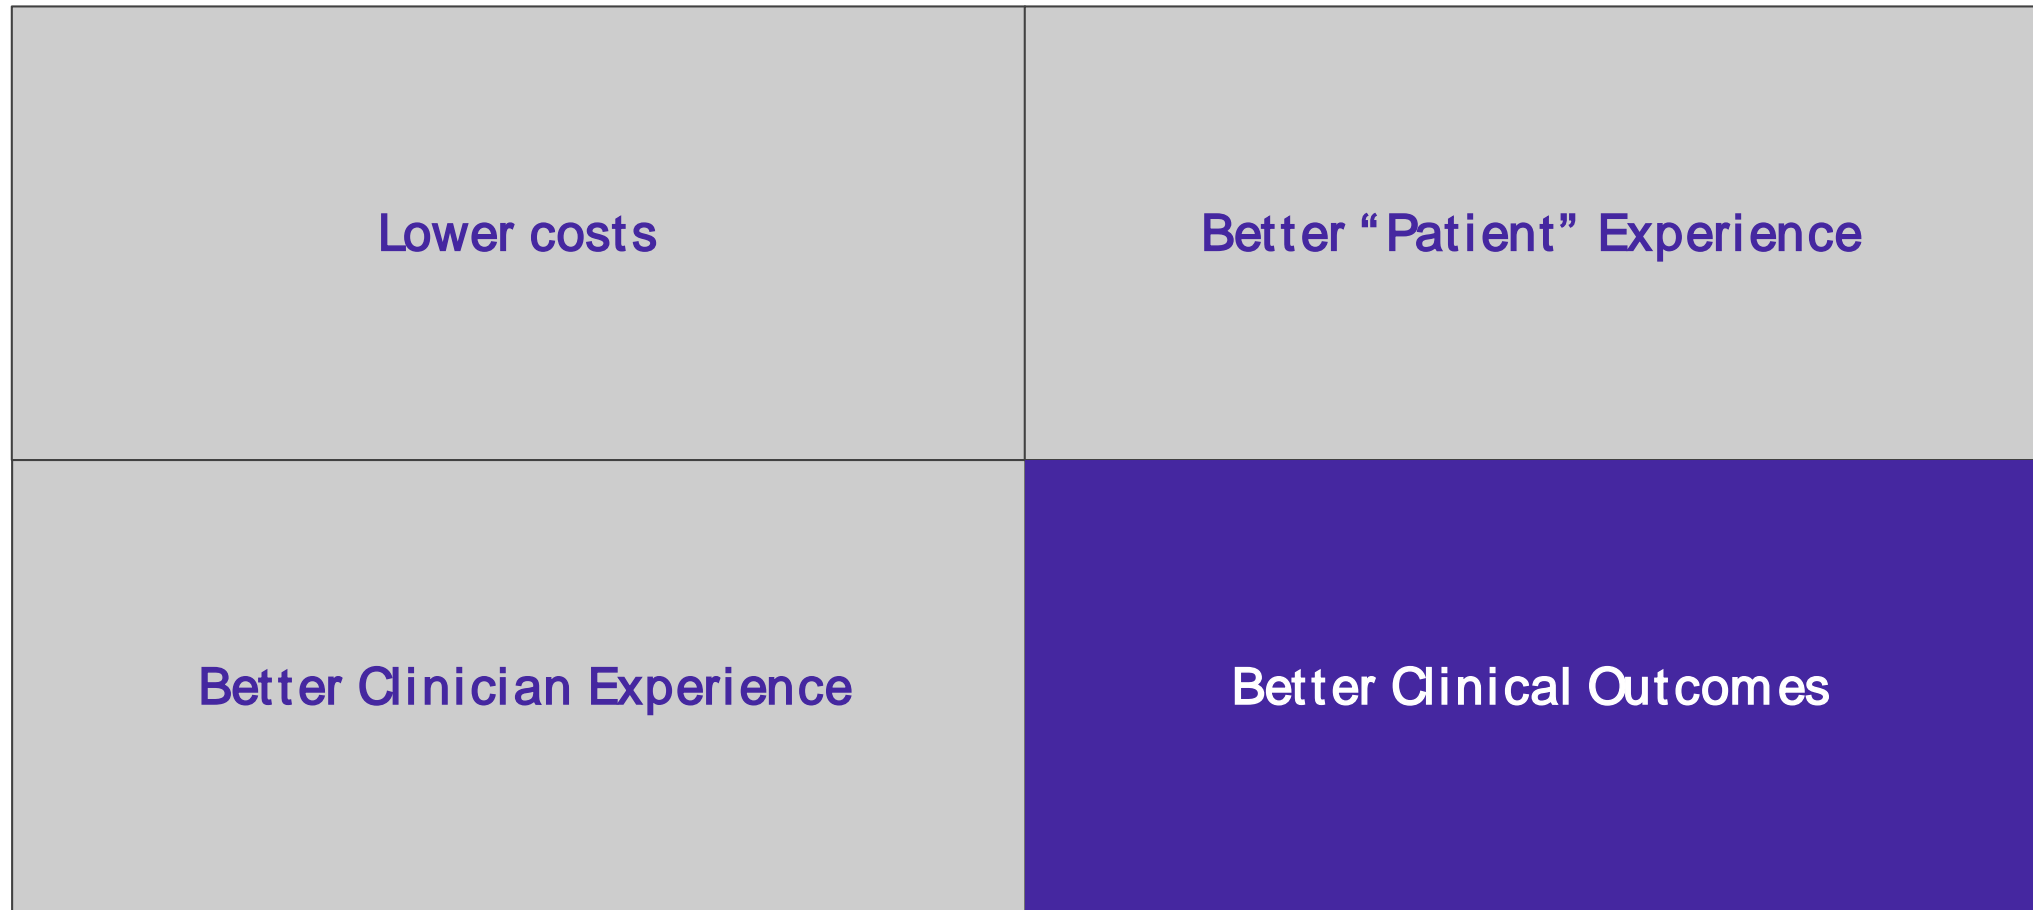 Lower costs
Better “Patient” Experience
Better Clinician Experience
Better Clinical Outcomes